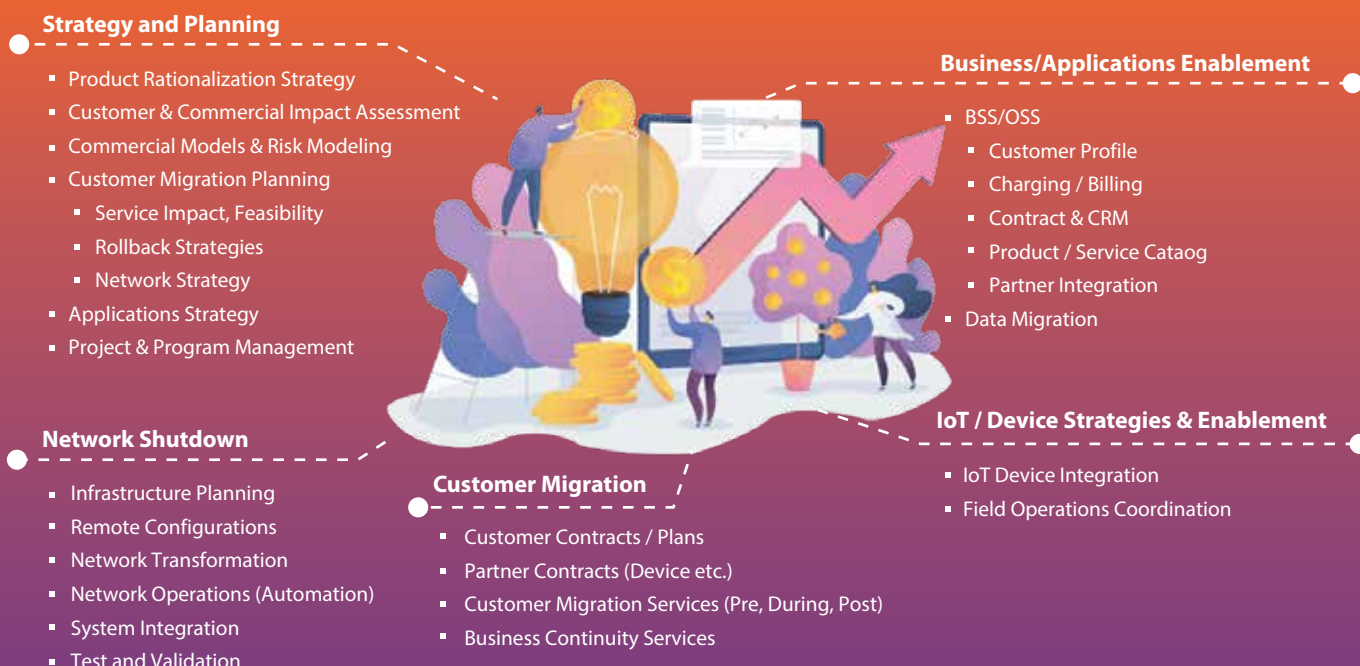 Strategy and Planning
Product Rationalization Strategy
Customer & Commercial Impact Assessment
Commercial Models & Risk Modeling
Customer Migration Planning
Service Impact, Feasibility
Rollback Strategies
Network Strategy
Applications Strategy
Project & Program Management
Business/Applications Enablement
BSS/OSS
Customer Profile
Charging / Billing
Contract & CRM
Product / Service Cataog
Partner Integration
Data Migration
Network Shutdown
Infrastructure Planning
Remote Configurations
Network Transformation
Network Operations (Automation)
System Integration
Test and Validation
Customer Migration
Customer Contracts / Plans
Partner Contracts (Device etc.)
Customer Migration Services (Pre, During, Post)
Business Continuity Services
IoT / Device Strategies & Enablement
IoT Device Integration
Field Operations Coordination